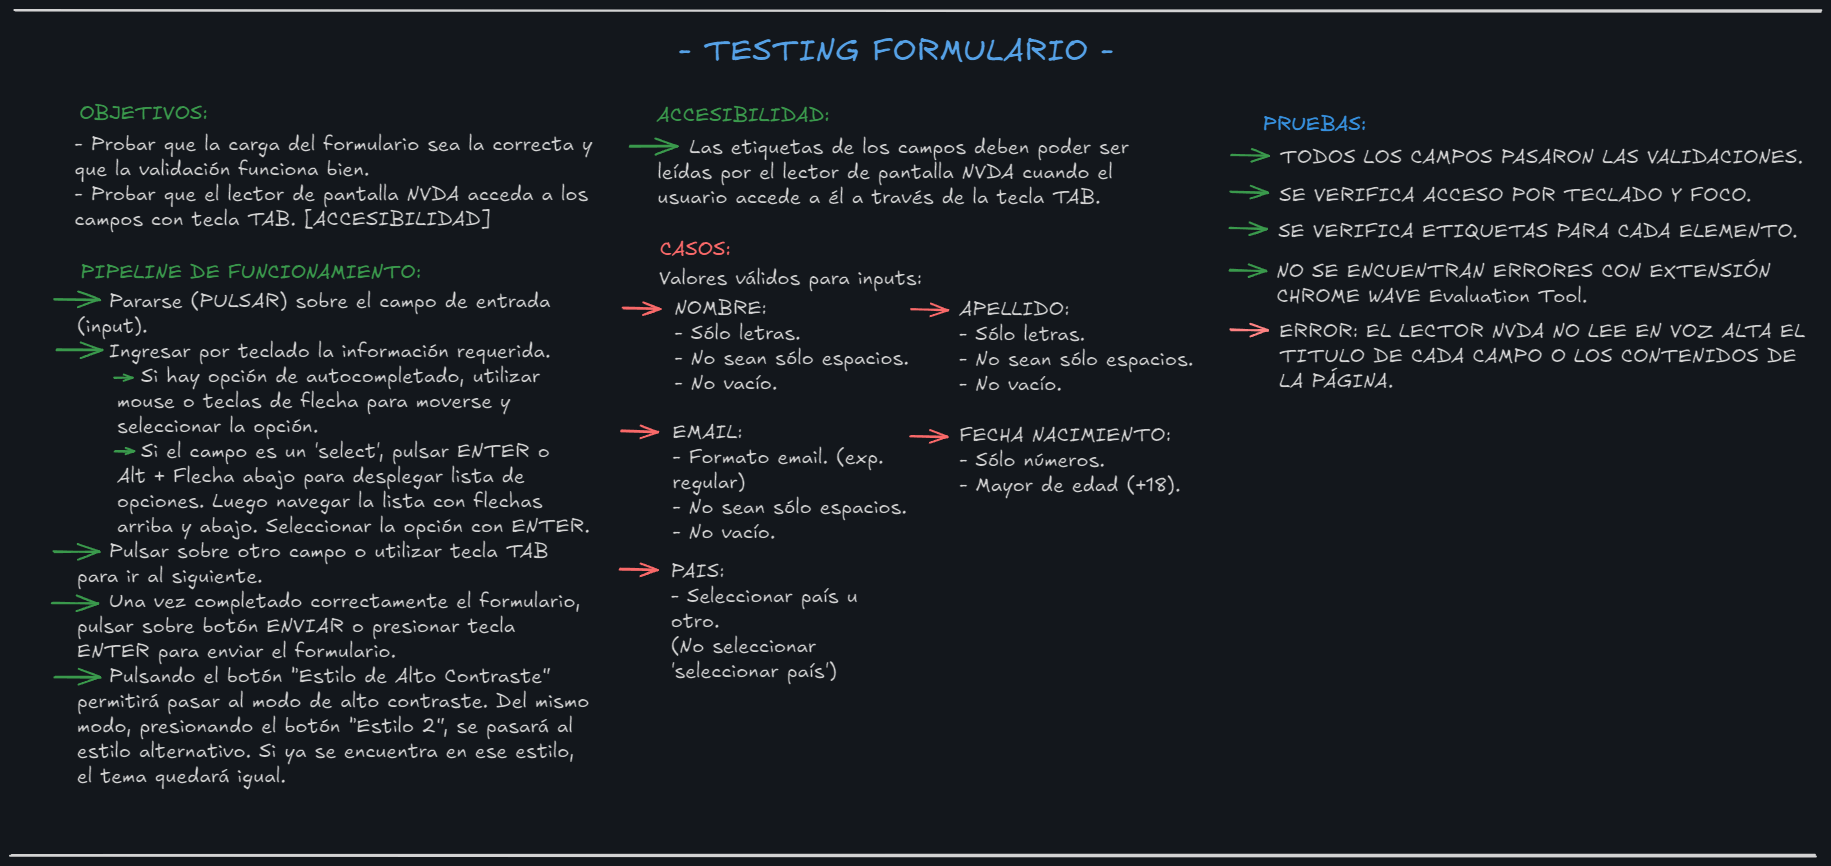 - TESTING FORMULARIO -
OBJETIVOS:
- Probar que la carga del formulario sea la correcta y
que la validación funciona bien.
- Probar que el lector de pantalla NVDA acceda a los
campos con tecla TAB. [ACCESIBILIDAD]
PIPELINE DE FUNCIONAMIENTO:
Pararse (PULSAR) sobre el campo de entrada
(input).
Ingresar por teclado la información requerida.
Si hay opción de autocompletado, utilizar
mouse o teclas de flecha para moverse y
seleccionar la opción.
Si el campo es un 'select', pulsar ENTER o
Alt + Flecha abajo para desplegar lista de
opciones. Luego navegar la lista con flechas
arriba y abajo. Seleccionar la opción con ENTER.
Pulsar sobre otro campo o utilizar tecla TAB
para ir al siguiente.
Una vez completado correctamente el formulario,
pulsar sobre botón ENVIAR o presionar tecla
ENTER para enviar el formulario.
Pulsando el botón "Estilo de Alto Contraste"
permitirá pasar al modo de alto contraste. Del mismo
modo, presionando el botón "Estilo 2", se pasará al
estilo alternativo. Si ya se encuentra en ese estilo,
el tema quedará igual.
ACCESIBILIDAD:
Las etiquetas de los campos deben poder ser
leídas por el lector de pantalla NVDA cuando el
usuario accede a él a través de la tecla TAB.
CASOS:
Valores válidos para inputs:
NOMBRE:
- Sólo letras.
- No sean sólo espacios.
- No vacío.
APELLIDO:
- Sólo letras.
- No sean sólo espacios.
- No vacío.
EMAIL:
- Formato email. (exp.
regular)
- No sean sólo espacios.
- No vacío.
FECHA NACIMIENTO:
- Sólo números.
- Mayor de edad (+18).
PAIS:
- Seleccionar país u
otro.
(No seleccionar
'seleccionar país')
PRUEBAS:
TODOS LOS CAMPOS PASARON LAS VALIDACIONES.
SE VERIFICA ACCESO POR TECLADO Y FOCO.
SE VERIFICA ETIQUETAS PARA CADA ELEMENTO.
NO SE ENCUENTRAN ERRORES CON EXTENSIÓN
CHROME WAVE Evaluation Tool.
ERROR: EL LECTOR NVDA NO LEE EN VOZ ALTA EL
TITULO DE CADA CAMPO O LOS CONTENIDOS DE
LA PÁGINA.